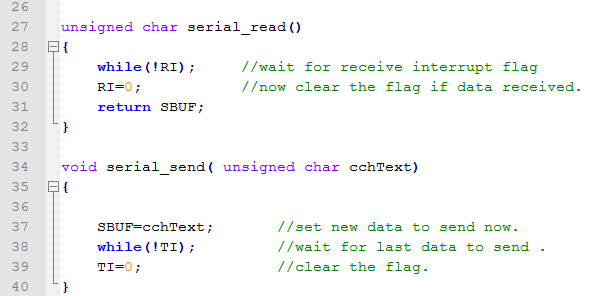 26
27 unsigned char serial_read()
28 {
29 while(!RI); //wait for receive interrupt flag
30 RI=0; //now clear the flag if data received.
31 return SBUF;
32 }
33
34 void serial_send( unsigned char cchText)
35 {
36
37 SBUF=cchText; //set new data to send now.
38 while(!TI); //wait for last data to send .
39 TI=0; //clear the flag.
40 }